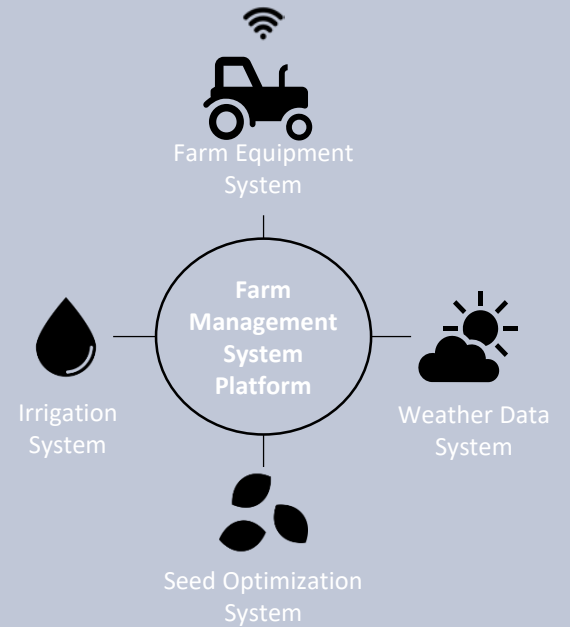 Farm Equipment
System
Farm
Management
System
Platform
Irrigation
System
Weather Data
System
Seed Optimization
System